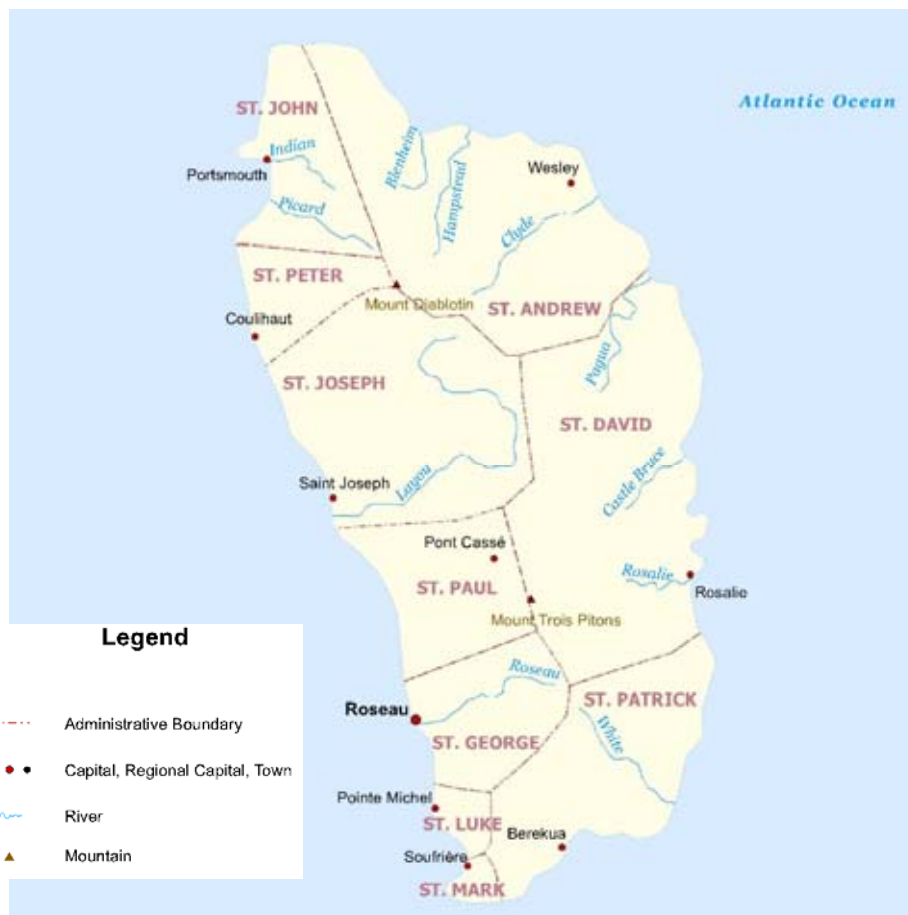 Atlantic Ocean
ST. JOHN
Indian
Portsmouth
Picard
Blenheim
Hampstead
Wesley
Clyde
ST. PETER
Mount Diablotin
ST. ANDREW
Coulihaut
Pagua
ST. JOSEPH
ST. DAVID
Saint Joseph
Layou
Castle Bruce
Pont Cassé
ST. PAUL
Rosalie
Rosalie
Mount Trois Pitons
Roseau
ST. PATRICK
Roseau
White
ST. GEORGE
Pointe Michel
ST. LUKE
Berekua
Soufrière
ST. MARK
Legend
Administrative Boundary
Capital, Regional Capital, Town
River
Mountain